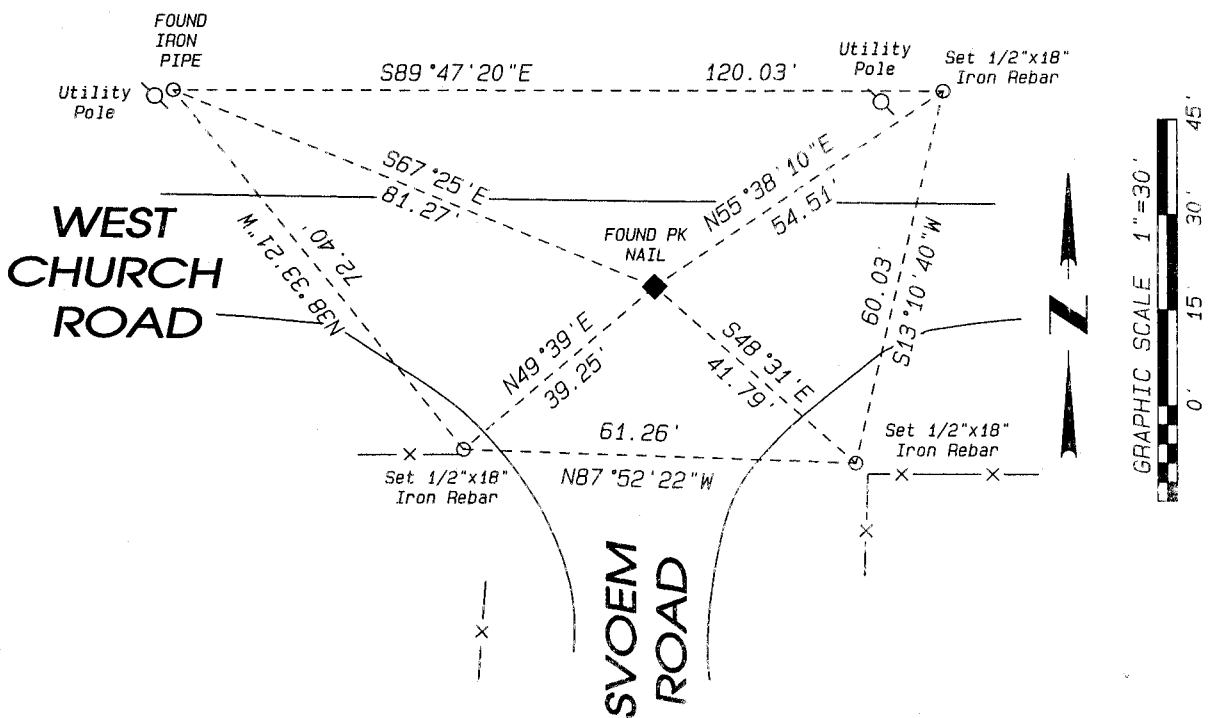 FOUND
IRON
PIPE
Utility
Pole
S89°47'20"E
120.03'
Utility
Pole
Set 1/2"x18"
Iron Rebar
S67°25'E
81.27'
N55°38'10"E
54.51'
WEST
CHURCH
ROAD
N38°33'21"W
72.40'
FOUND PK
NAIL
60.03'
S13°10'40"W
N49°39'E
39.25'
S48°31'E
41.79'
61.26'
N87°52'22"W
Set 1/2"x18"
Iron Rebar
Set 1/2"x18"
Iron Rebar
SVOEM
ROAD
N
GRAPHIC SCALE 1"=30'
0' 15' 30' 45'